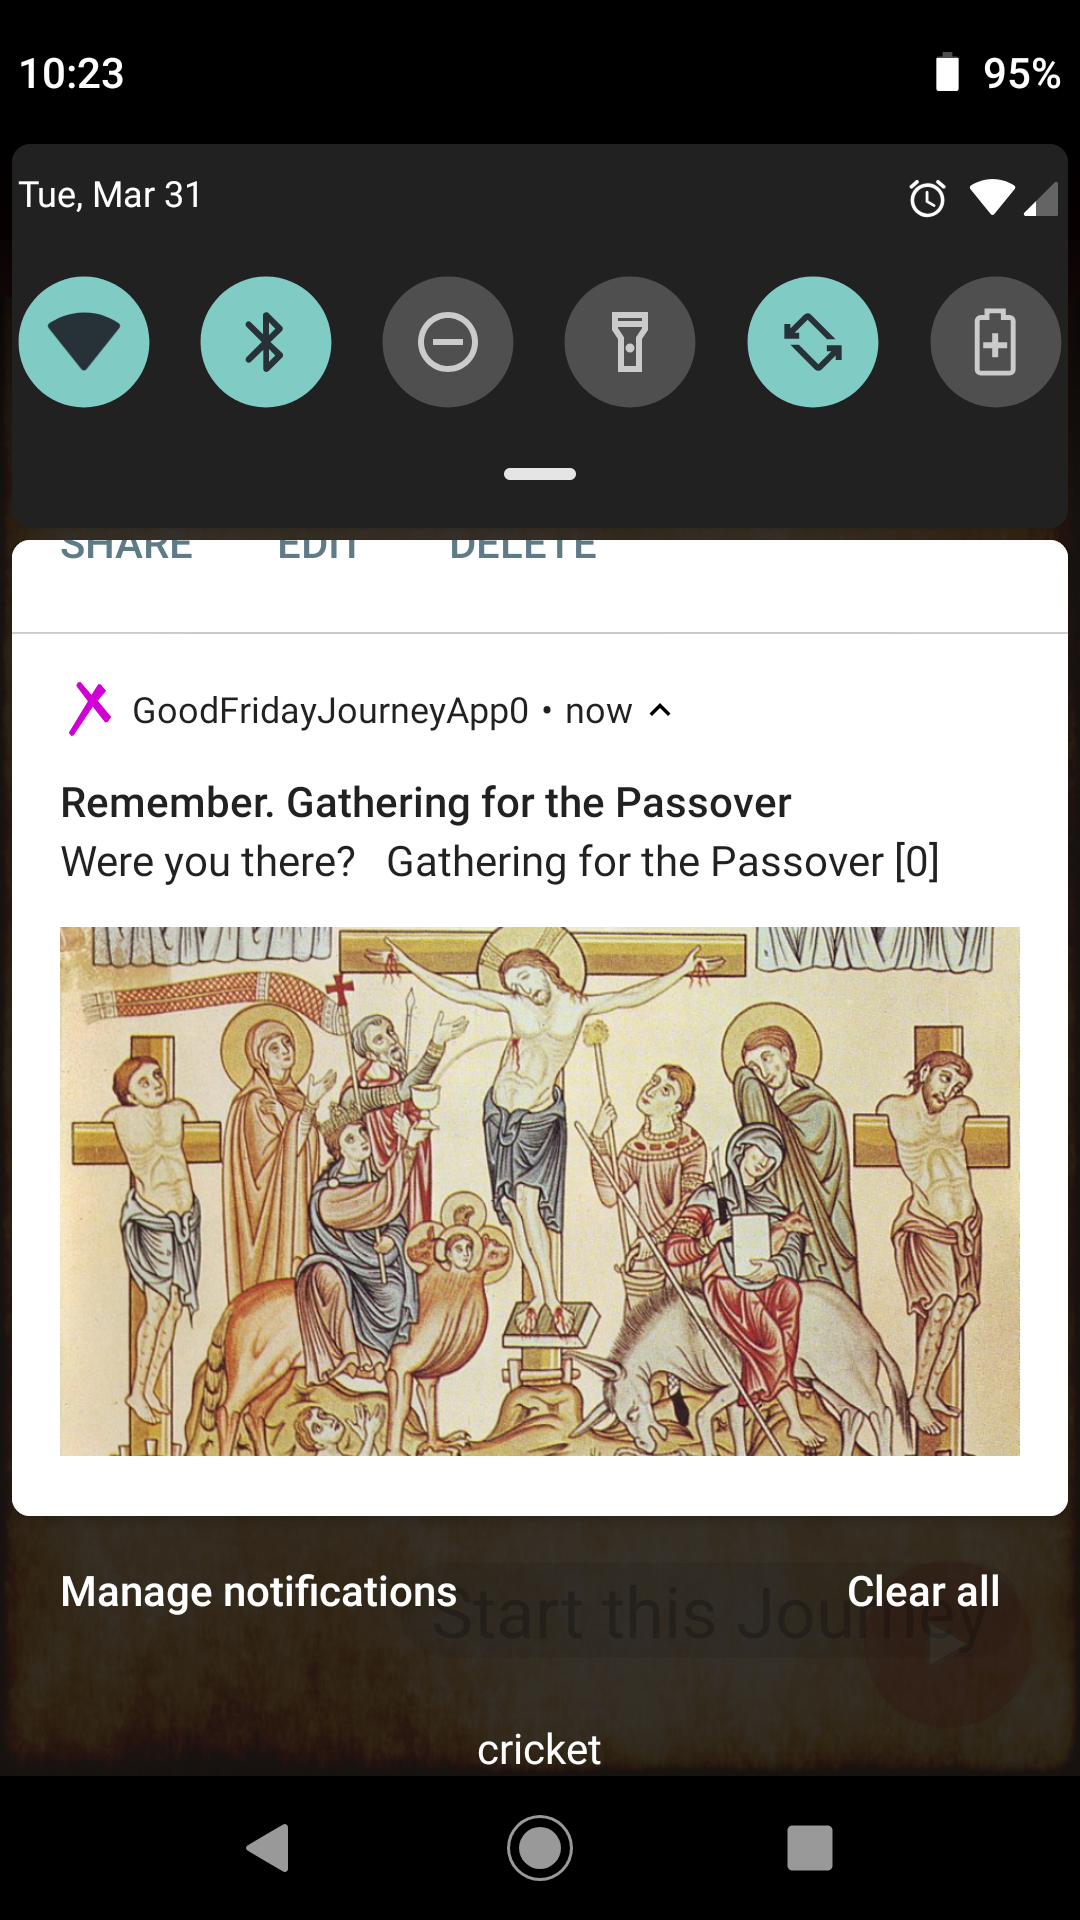 10:23 95%
Tue, Mar 31
SHARE EDIT DELETE
GoodFridayJourneyApp0 • now
Remember. Gathering for the Passover
Were you there? Gathering for the Passover [0]
Manage notifications Clear all
Start this Journey
cricket